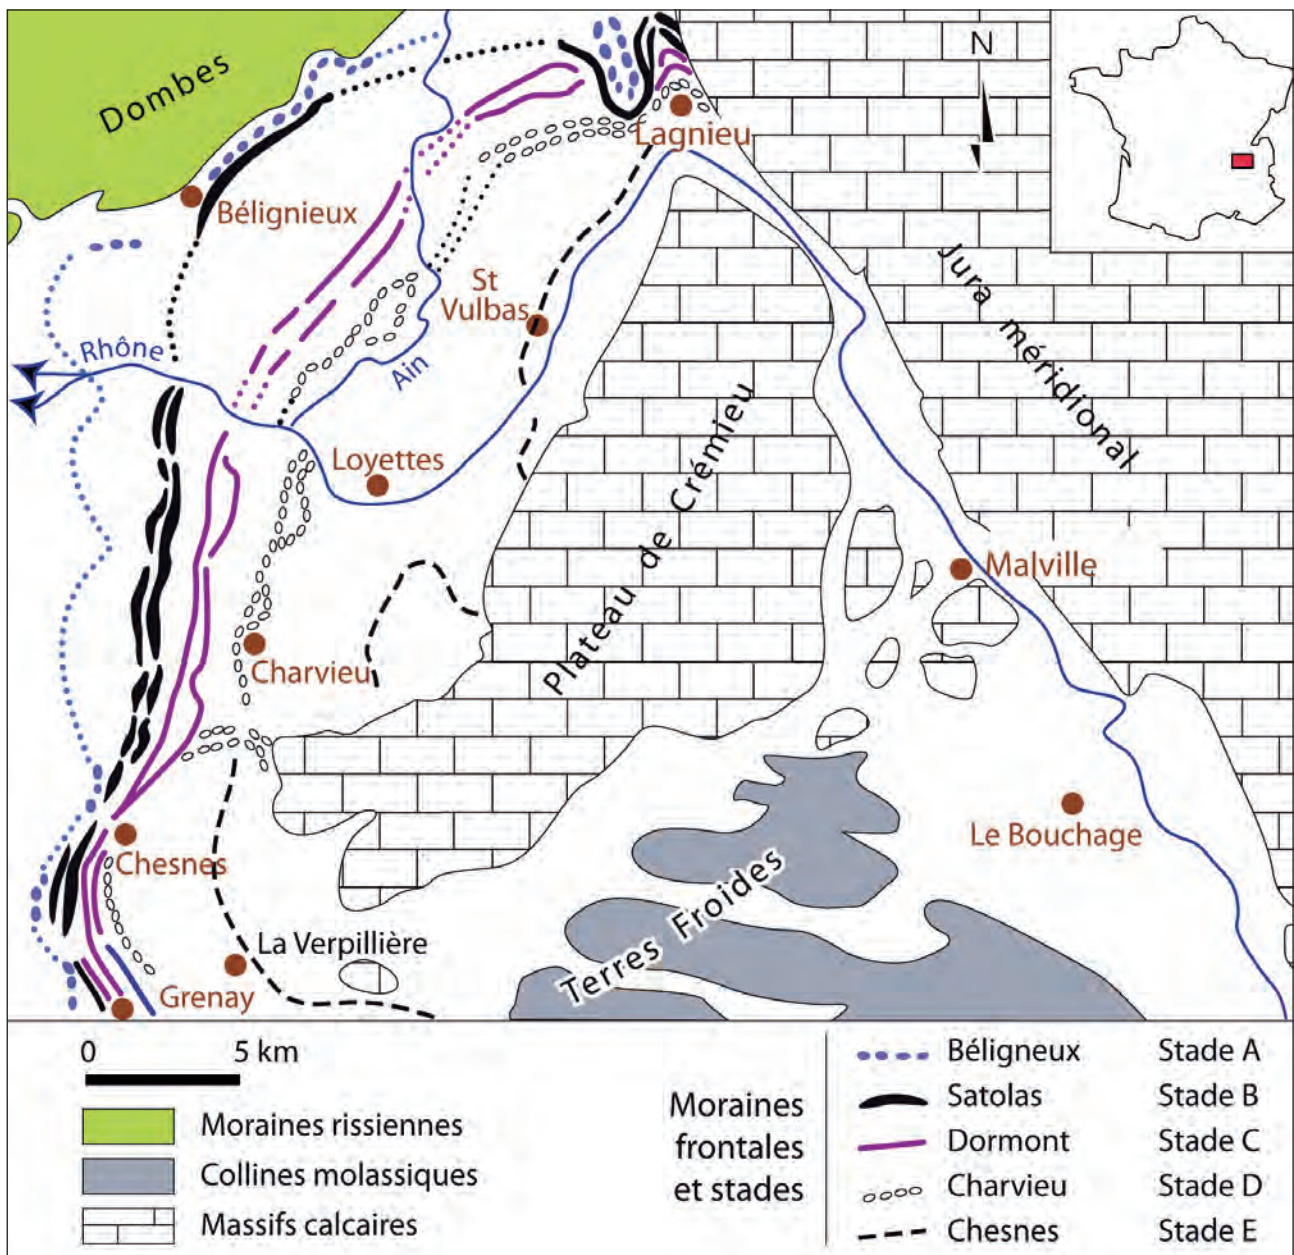 Dombes
N
Lagnieu
Bélignieux
Jura méridional
St
Vulbas
Rhône
Ain
Plateau de Crémieu
Loyettes
Malville
Charvieu
Le Bouchage
Chesnes
Terres Froides
La Verpillière
Grenay
0 5 km
Moraines rissiennes
Collines molassiques
Massifs calcaires
Moraines
frontales
et stades
Béligneux Stade A
Satolas Stade B
Dormont Stade C
Charvieu Stade D
Chesnes Stade E